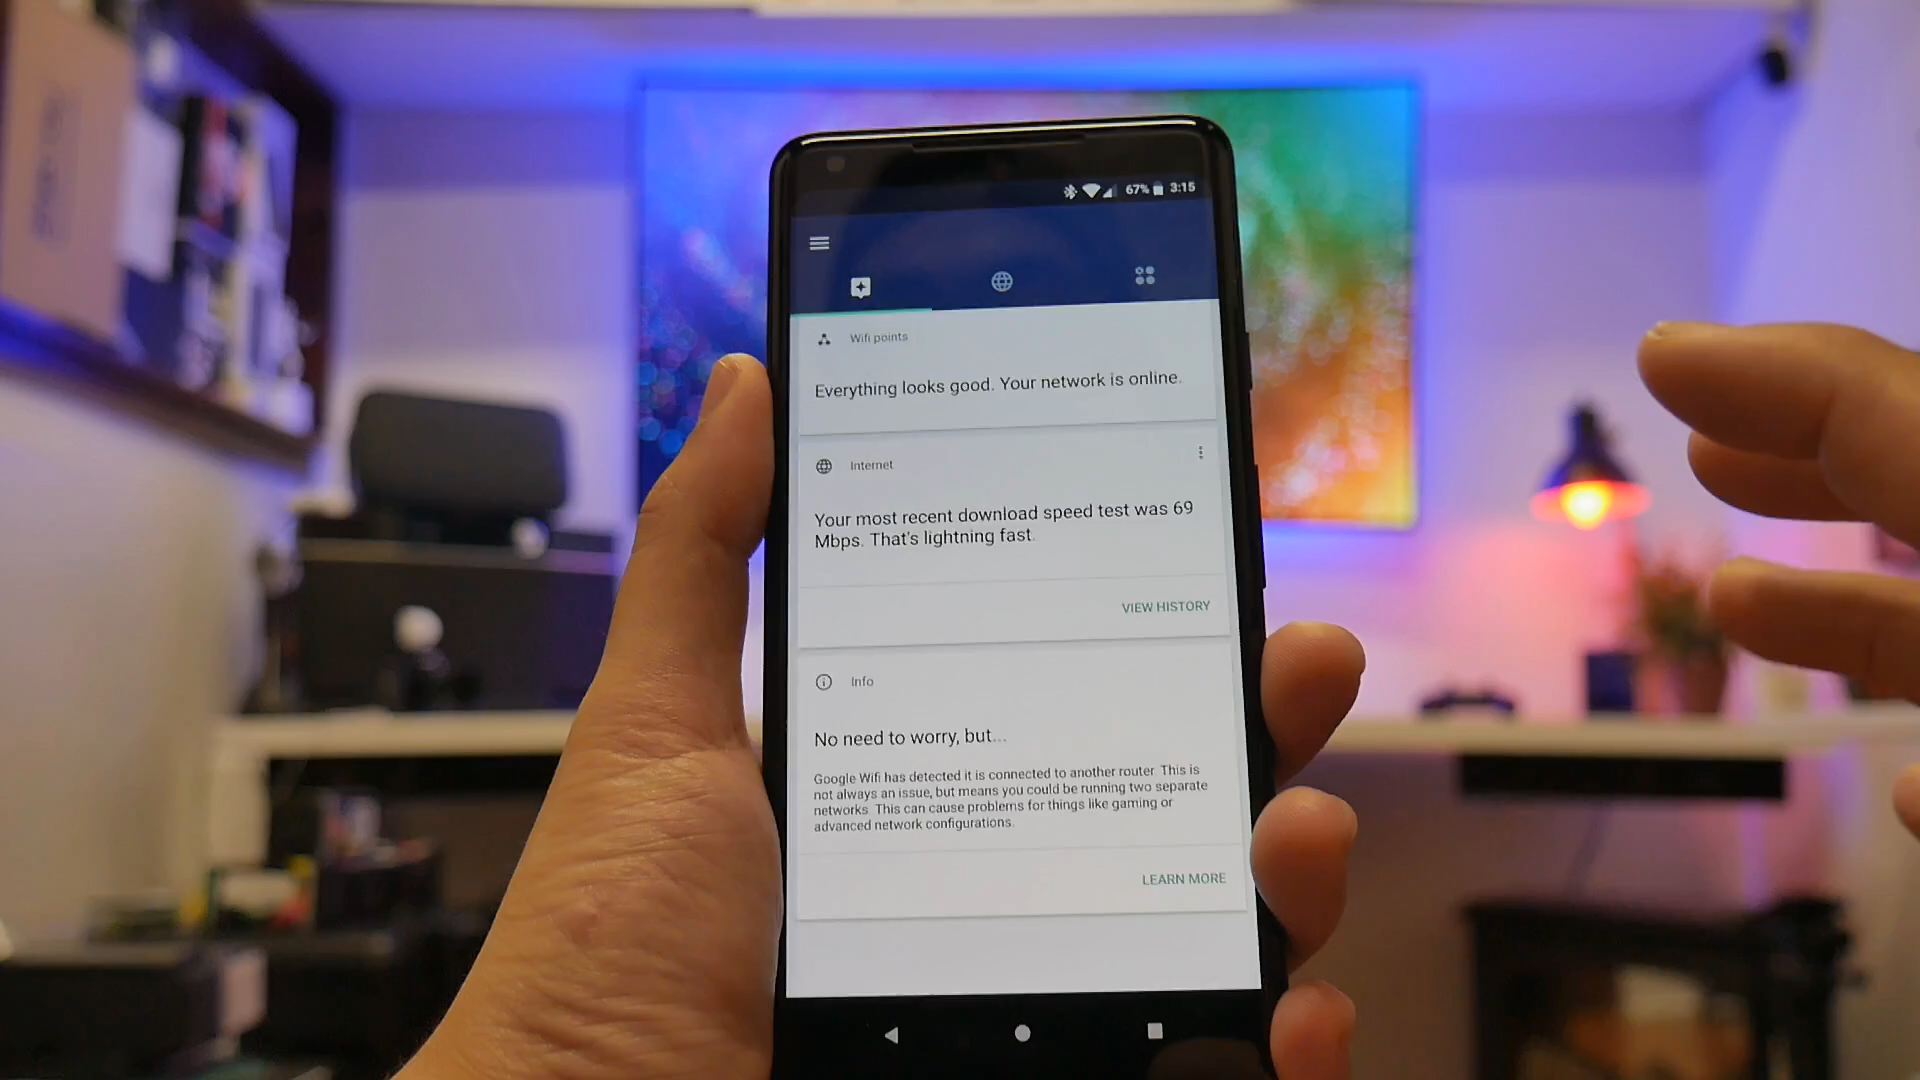 67% 3:15
Wifi points
Everything looks good. Your network is online.
Internet
Your most recent download speed test was 69
Mbps. That's lightning fast.
VIEW HISTORY
Info
No need to worry, but...
Google Wifi has detected it is connected to another router. This is
not always an issue, but means you could be running two separate
networks. This can cause problems for things like gaming or
advanced network configurations.
LEARN MORE